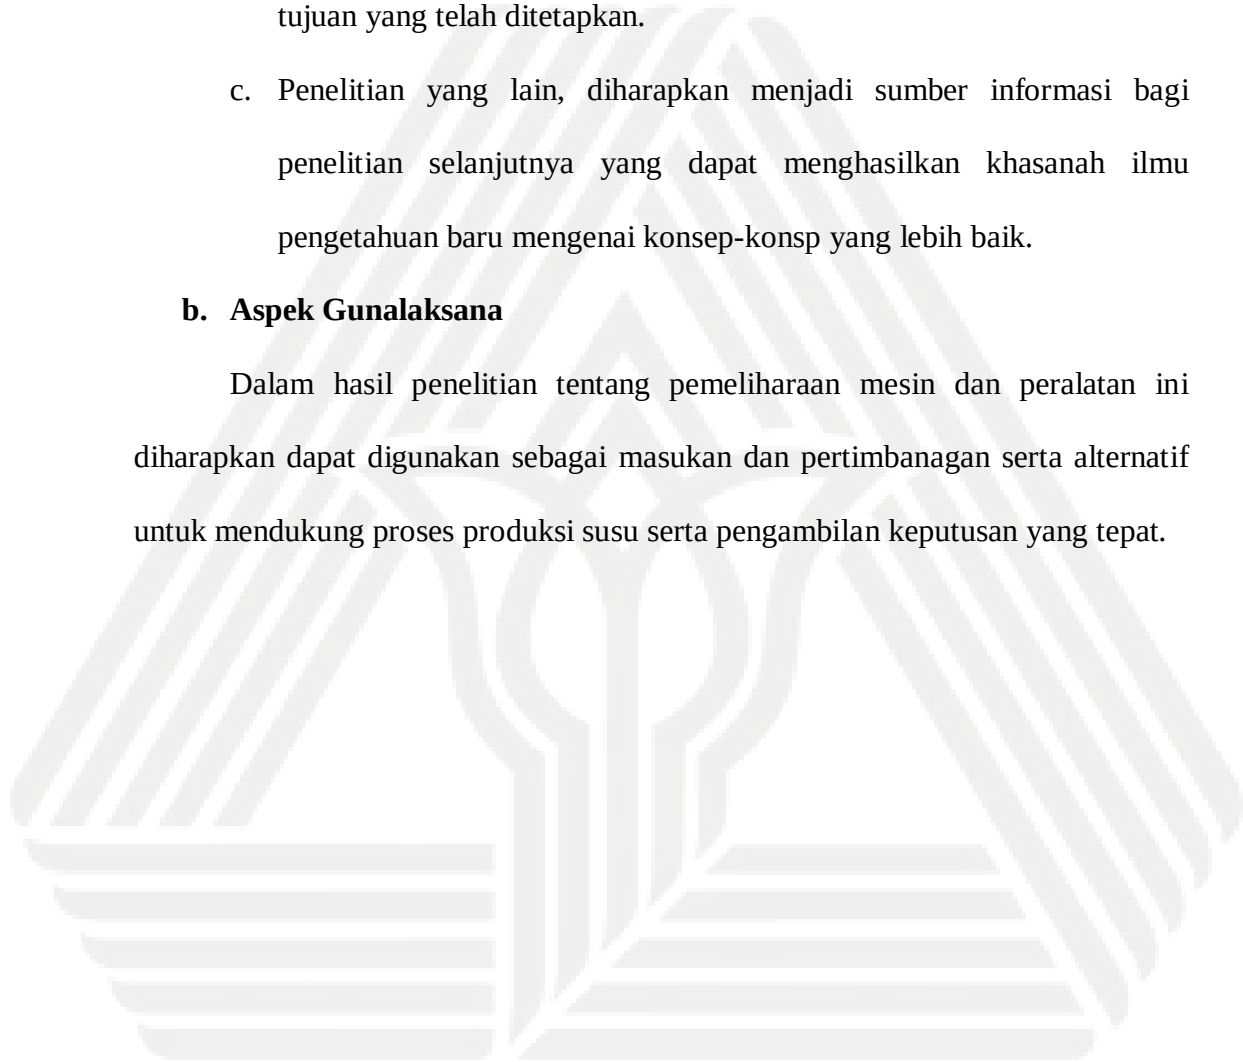 tujuan yang telah ditetapkan.
c. Penelitian yang lain, diharapkan menjadi sumber informasi bagi
penelitian selanjutnya yang dapat menghasilkan khasanah ilmu
pengetahuan baru mengenai konsep-konsp yang lebih baik.
b. Aspek Gunalaksana
Dalam hasil penelitian tentang pemeliharaan mesin dan peralatan ini
diharapkan dapat digunakan sebagai masukan dan pertimbanagan serta alternatif
untuk mendukung proses produksi susu serta pengambilan keputusan yang tepat.